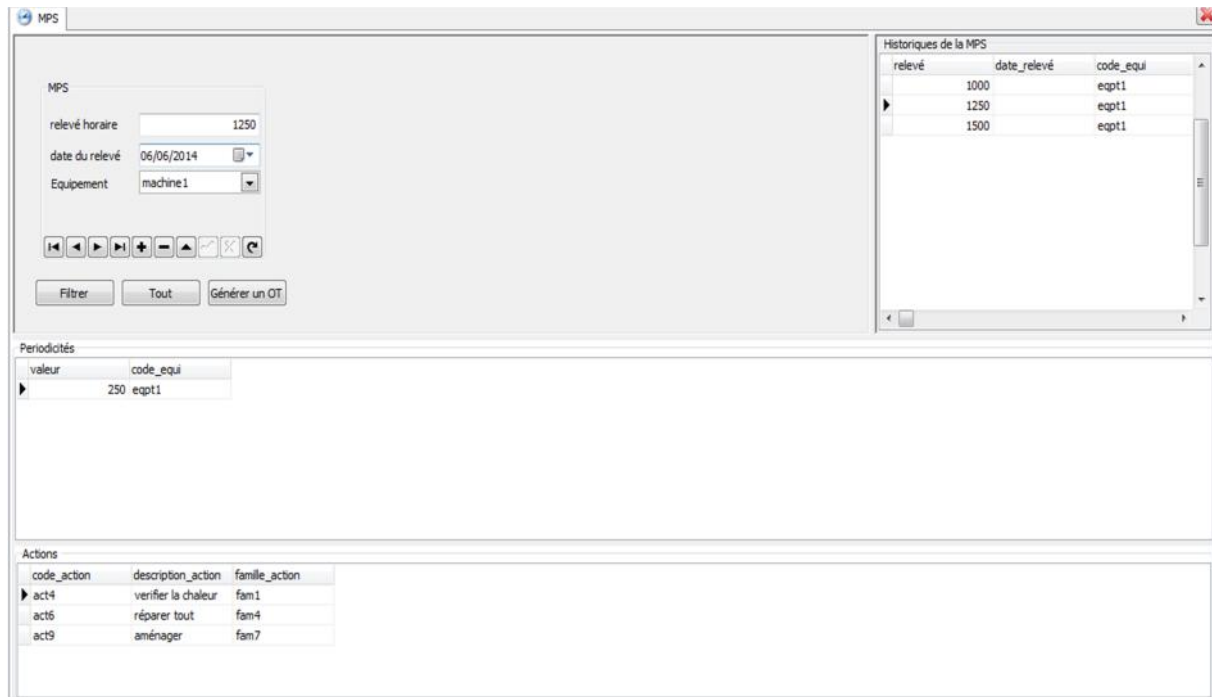 MPS
MPS
relevé horaire 1250
date du relevé 06/06/2014
Equipement machine1
Filtrer Tout Générer un OT
Historiques de la MPS
relevé date_relevé code_equi
1000 eqpt1
1250 eqpt1
1500 eqpt1
Periodicités
valeur code_equi
250 eqpt1
Actions
code_action description_action famille_action
act4 verifier la chaleur fam1
act6 réparer tout fam4
act9 aménager fam7